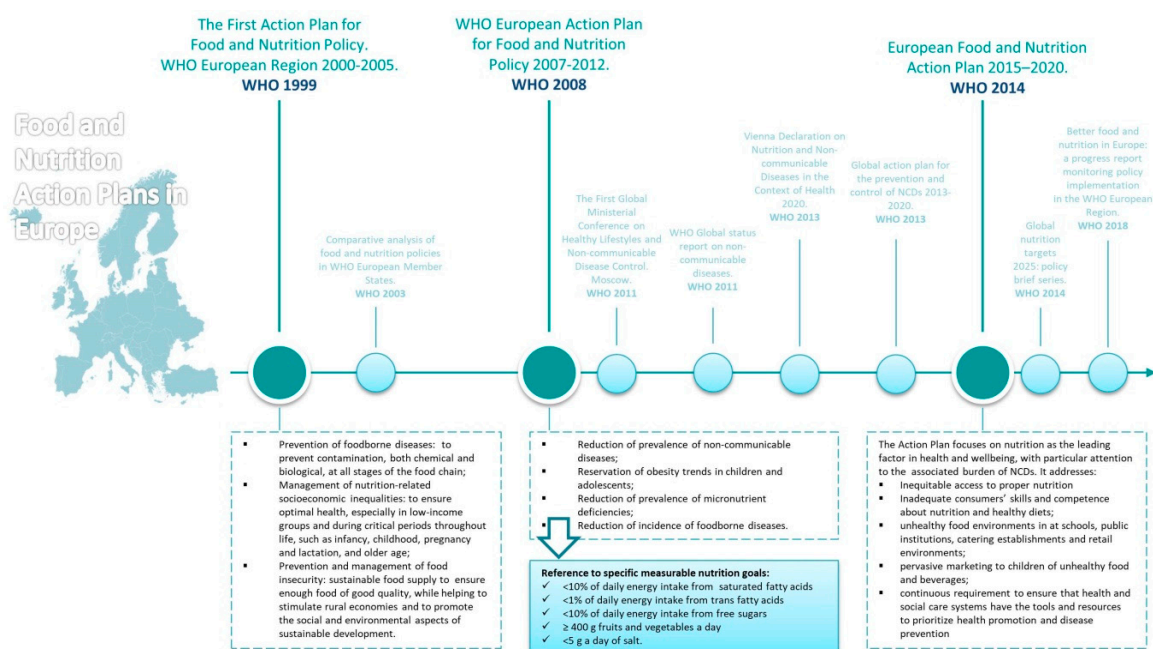 The First Action Plan for
Food and Nutrition Policy.
WHO European Region 2000-2005.
WHO 1999
WHO European Action Plan
for Food and Nutrition
Policy 2007-2012.
WHO 2008
European Food and Nutrition
Action Plan 2015–2020.
WHO 2014
Food and
Nutrition
Action Plans in
Europe
Comparative analysis of
food and nutrition policies
in WHO European Member
States.
WHO 2003
The First Global
Ministerial
Conference on
Healthy Lifestyles and
Non-communicable
Disease Control.
Moscow.
WHO 2011
WHO Global status
report on non-
communicable
diseases.
WHO 2011
Vienna Declaration on
Nutrition and Non-
communicable
Diseases in the
Context of Health
2020.
WHO 2013
Global action plan for
the prevention and
control of NCDs 2013-
2020.
WHO 2013
Global
nutrition
targets
2025: policy
brief series.
WHO 2014
Better food and
nutrition in Europe:
a progress report
monitoring policy
implementation
in the WHO European
Region.
WHO 2018
▪ Prevention of foodborne diseases: to
prevent contamination, both chemical and
biological, at all stages of the food chain;
▪ Management of nutrition-related
socioeconomic inequalities: to ensure
optimal health, especially in low-income
groups and during critical periods throughout
life, such as infancy, childhood, pregnancy
and lactation, and older age;
▪ Prevention and management of food
insecurity: sustainable food supply to ensure
enough food of good quality, while helping to
stimulate rural economies and to promote
the social and environmental aspects of
sustainable development.
▪ Reduction of prevalence of non-communicable
diseases;
▪ Reservation of obesity trends in children and
adolescents;
▪ Reduction of prevalence of micronutrient
deficiencies;
▪ Reduction of incidence of foodborne diseases.
Reference to specific measurable nutrition goals:
✓ <10% of daily energy intake from saturated fatty acids
✓ <1% of daily energy intake from trans fatty acids
✓ <10% of daily energy intake from free sugars
✓ ≥ 400 g fruits and vegetables a day
✓ <5 g a day of salt.
The Action Plan focuses on nutrition as the leading
factor in health and wellbeing, with particular attention
to the associated burden of NCDs. It addresses:
▪ Inequitable access to proper nutrition
▪ Inadequate consumers' skills and competence
about nutrition and healthy diets;
▪ unhealthy food environments in at schools, public
institutions, catering establishments and retail
environments;
▪ pervasive marketing to children of unhealthy food
and beverages;
▪ continuous requirement to ensure that health and
social care systems have the tools and resources
to prioritize health promotion and disease
prevention